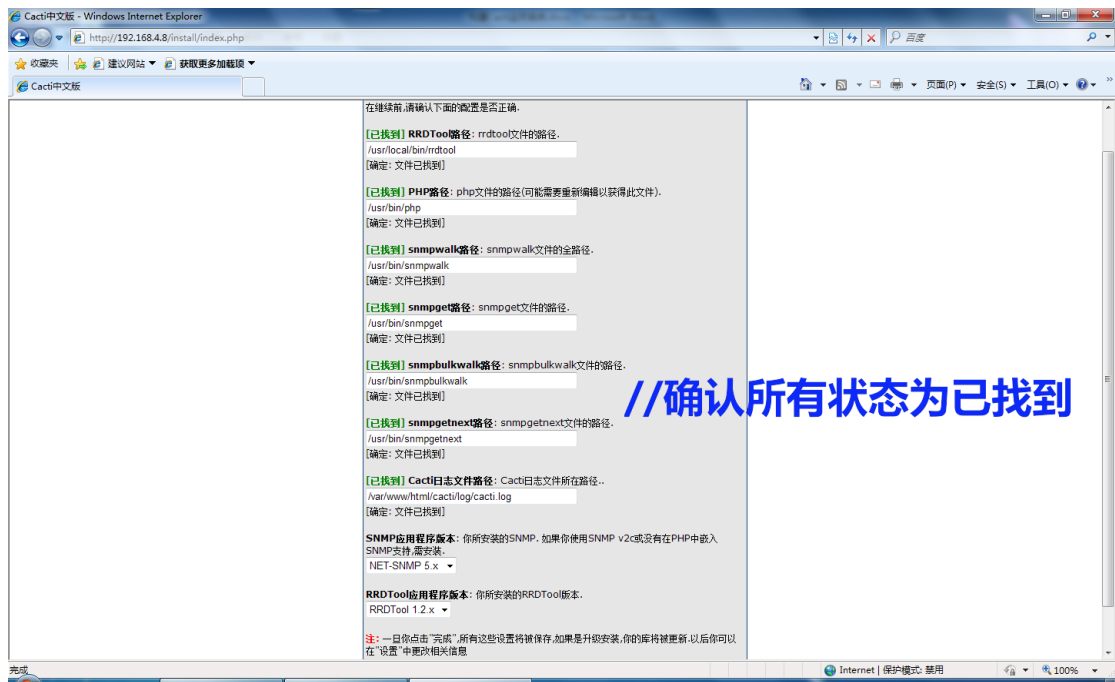 Cacti中文版 - Windows Internet Explorer
http://192.168.4.8/install/index.php
百度
收藏夹 建议网站 获取更多加载项
Cacti中文版
页面(P) 安全(S) 工具(O)
在继续前,请确认下面的配置是否正确.
[已找到] RRDTool路径: rrdtool文件的路径.
/usr/local/bin/rrdtool
[确定: 文件已找到]
[已找到] PHP路径: php文件的路径(可能需要重新编辑以获得此文件).
/usr/bin/php
[确定: 文件已找到]
[已找到] snmpwalk路径: snmpwalk文件的全路径.
/usr/bin/snmpwalk
[确定: 文件已找到]
[已找到] snmpget路径: snmpget文件的路径.
/usr/bin/snmpget
[确定: 文件已找到]
[已找到] snmpbulkwalk路径: snmpbulkwalk文件的路径.
/usr/bin/snmpbulkwalk
[确定: 文件已找到]
//确认所有状态为已找到
[已找到] snmpgetnext路径: snmpgetnext文件的路径.
/usr/bin/snmpgetnext
[确定: 文件已找到]
[已找到] Cacti日志文件路径: Cacti日志文件所在路径..
/var/www/html/cacti/log/cacti.log
[确定: 文件已找到]
SNMP应用程序版本: 你所安装的SNMP. 如果你使用SNMP v2c或没有在PHP中嵌入
SNMP支持,需安装.
NET-SNMP 5.x
RRDTool应用程序版本: 你所安装的RRDTool版本.
RRDTool 1.2.x
注: 一旦你点击"完成",所有这些设置将被保存,如果是升级安装,你的库将被更新.以后你可以
在"设置"中更改相关信息
完成
Internet | 保护模式: 禁用
100%